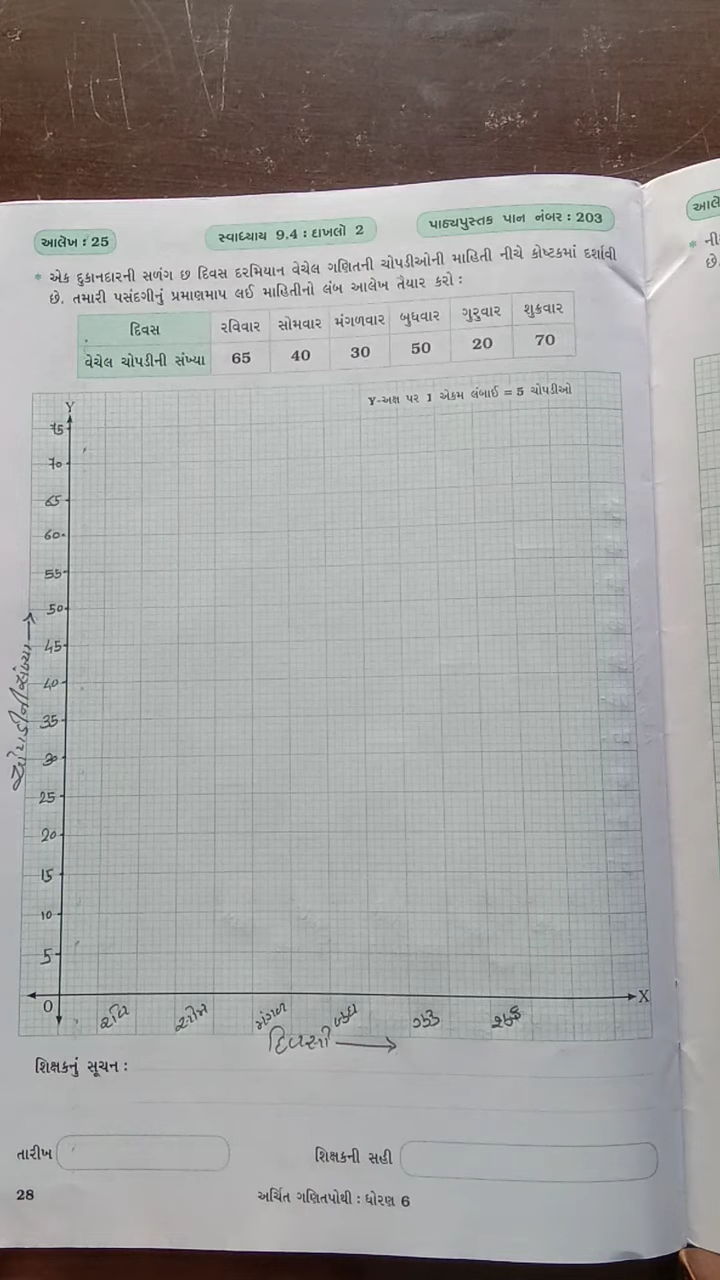 આલેખ : 25
સ્વાધ્યાય 9.4 : દાખલો 2
પાઠ્યપુસ્તક પાન નંબર : 203
આલે
* એક દુકાનદારની સળંગ છ દિવસ દરમિયાન વેચેલ ગણિતની ચોપડીઓની માહિતી નીચે કોષ્ટકમાં દર્શાવી
છે. તમારી પસંદગીનું પ્રમાણમાપ લઈ માહિતીનો લંબ આલેખ તૈયાર કરો :
* ની
છે.
દિવસ રવિવાર સોમવાર મંગળવાર બુધવાર ગુરુવાર શુક્રવાર
વેચેલ ચોપડીની સંખ્યા 65 40 30 50 20 70
Y-અક્ષ પર 1 એકમ લંબાઈ = 5 ચોપડીઓ
Y
75
70
65
60
55
50
45
40
35
30
25
20
15
10
5
0
X
ચોપડીની સંખ્યા
રવિ સોમ મંગળ બુધ ગુરુ શુક્ર
દિવસો
શિક્ષકનું સૂચન :
તારીખ
શિક્ષકની સહી
28
અર્ચિત ગણિતપોથી : ધોરણ 6